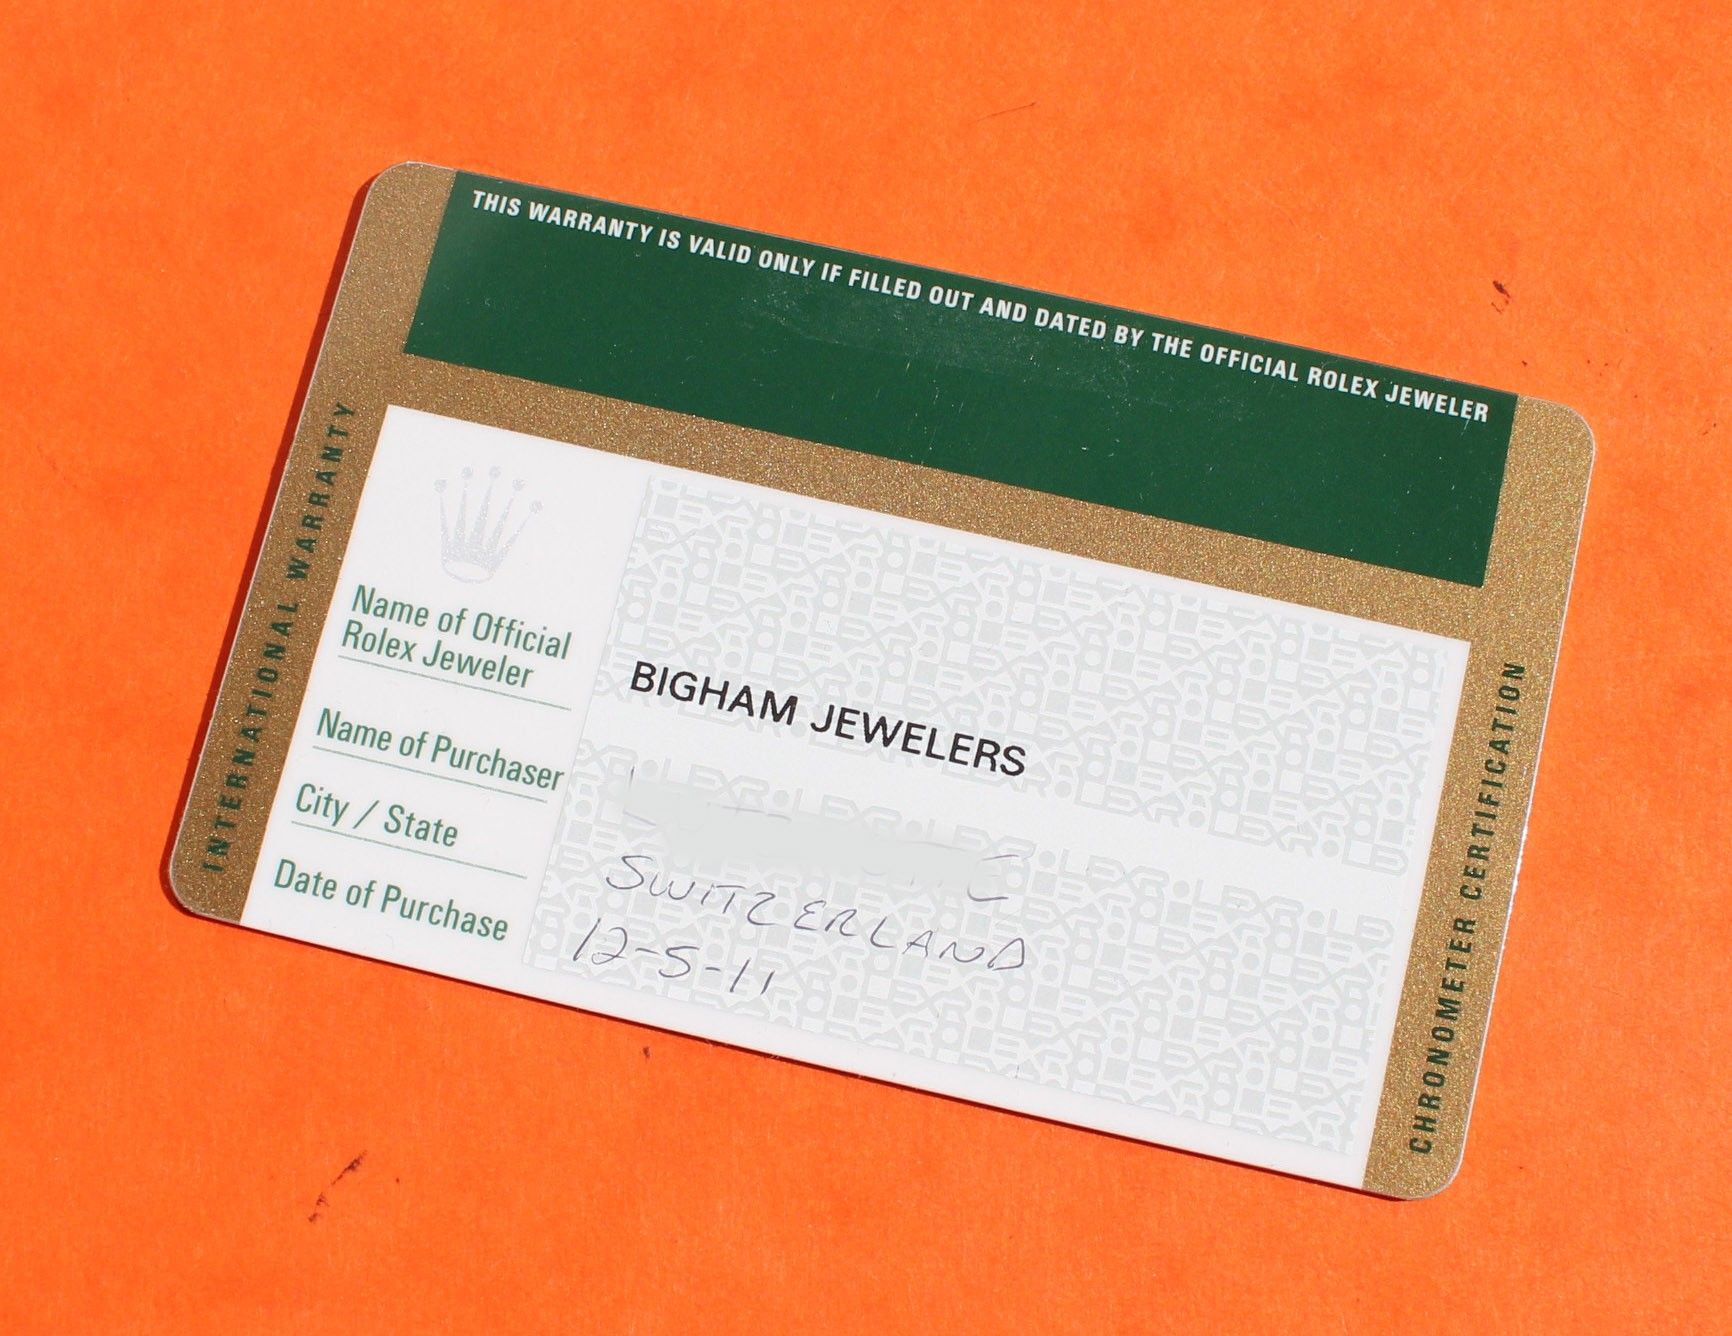 THIS WARRANTY IS VALID ONLY IF FILLED OUT AND DATED BY THE OFFICIAL ROLEX JEWELER
INTERNATIONAL WARRANTY
Name of Official
Rolex Jeweler
BIGHAM JEWELERS
Name of Purchaser
City / State
SWITZERLAND
Date of Purchase
12-5-11
CHRONOMETER CERTIFICATION